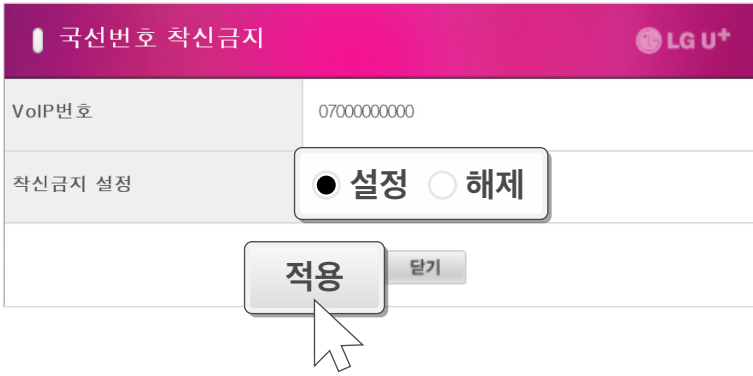 국선번호 착신금지
LG U+
VoIP번호 07000000000
착신금지 설정 설정 해제
적용 닫기